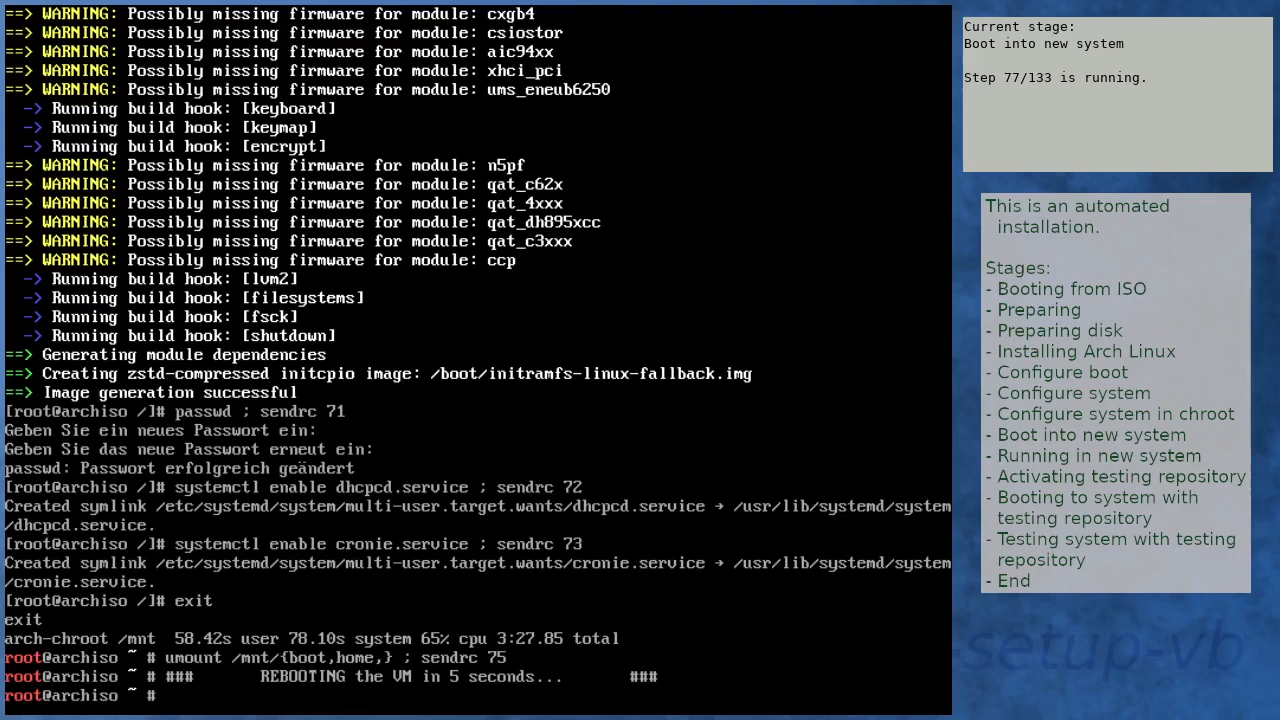 ==> WARNING: Possibly missing firmware for module: cxgb4
==> WARNING: Possibly missing firmware for module: csiostor
==> WARNING: Possibly missing firmware for module: aic94xx
==> WARNING: Possibly missing firmware for module: xhci_pci
==> WARNING: Possibly missing firmware for module: ums_eneub6250
-> Running build hook: [keyboard]
-> Running build hook: [keymap]
-> Running build hook: [encrypt]
==> WARNING: Possibly missing firmware for module: n5pf
==> WARNING: Possibly missing firmware for module: qat_c62x
==> WARNING: Possibly missing firmware for module: qat_4xxx
==> WARNING: Possibly missing firmware for module: qat_dh895xcc
==> WARNING: Possibly missing firmware for module: qat_c3xxx
==> WARNING: Possibly missing firmware for module: ccp
-> Running build hook: [lvm2]
-> Running build hook: [filesystems]
-> Running build hook: [fsck]
-> Running build hook: [shutdown]
==> Generating module dependencies
==> Creating zstd-compressed initcpio image: /boot/initramfs-linux-fallback.img
==> Image generation successful
[root@archiso /]# passwd ; sendrc 71
Geben Sie ein neues Passwort ein:
Geben Sie das neue Passwort erneut ein:
passwd: Passwort erfolgreich geändert
[root@archiso /]# systemctl enable dhcpcd.service ; sendrc 72
Created symlink /etc/systemd/system/multi-user.target.wants/dhcpcd.service → /usr/lib/systemd/system
/dhcpcd.service.
[root@archiso /]# systemctl enable cronie.service ; sendrc 73
Created symlink /etc/systemd/system/multi-user.target.wants/cronie.service → /usr/lib/systemd/system
/cronie.service.
[root@archiso /]# exit
exit
arch-chroot /mnt  58.42s user 78.10s system 65% cpu 3:27.85 total
root@archiso ~ # umount /mnt/{boot,home,} ; sendrc 75
root@archiso ~ # ###       REBOOTING the VM in 5 seconds...       ###
root@archiso ~ #
Current stage:
Boot into new system
Step 77/133 is running.
This is an automated
installation.
Stages:
- Booting from ISO
- Preparing
- Preparing disk
- Installing Arch Linux
- Configure boot
- Configure system
- Configure system in chroot
- Boot into new system
- Running in new system
- Activating testing repository
- Booting to system with
testing repository
- Testing system with testing
repository
- End
-setup-vb